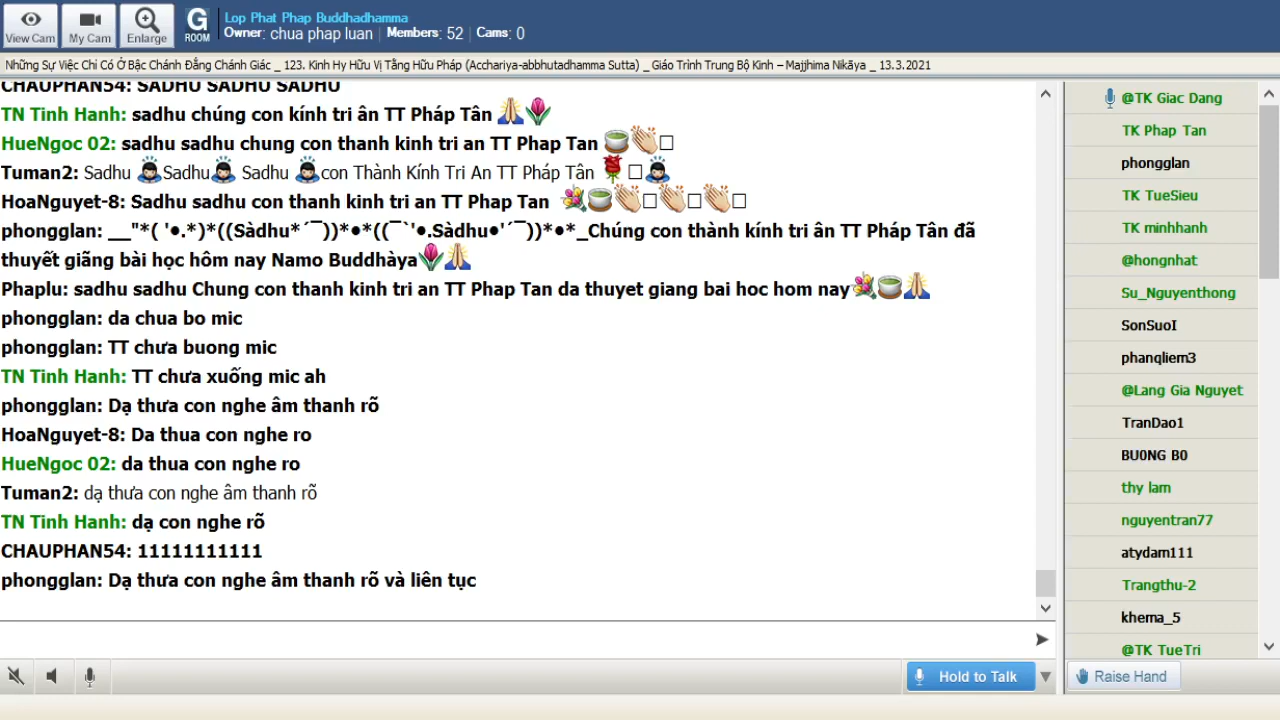 View Cam
My Cam
Enlarge
G
ROOM
Lop Phat Phap Buddhadhamma
Owner: chua phap luan Members: 52 Cams: 0
Những Sự Việc Chỉ Có Ở Bậc Chánh Đẳng Chánh Giác _ 123. Kinh Hy Hữu Vị Tằng Hữu Pháp (Acchariya-abbhutadhamma Sutta) _ Giáo Trình Trung Bộ Kinh – Majjhima Nikāya _ 13.3.2021
CHAUPHAN54: SADHU SADHU SADHU
TN Tinh Hanh: sadhu chúng con kính tri ân TT Pháp Tân 🙏🌷
HueNgoc 02: sadhu sadhu chung con thanh kinh tri an TT Phap Tan 🍵👏□
Tuman2: Sadhu 🙇Sadhu🙇 Sadhu 🙇con Thành Kính Tri An TT Pháp Tân 🌹□🙇
HoaNguyet-8: Sadhu sadhu con thanh kinh tri an TT Phap Tan 💐🍵👏□👏□👏□
phongglan: __"*( '●.*)*((Sàdhu*´¯))*●*((¯`'●.Sàdhu●'´¯))*●*_Chúng con thành kính tri ân TT Pháp Tân đã
thuyết giãng bài học hôm nay Namo Buddhàya🌷🙏
Phaplu: sadhu sadhu Chung con thanh kinh tri an TT Phap Tan da thuyet giang bai hoc hom nay💐🍵🙏
phongglan: da chua bo mic
phongglan: TT chưa buong mic
TN Tinh Hanh: TT chưa xuống mic ah
phongglan: Dạ thưa con nghe âm thanh rõ
HoaNguyet-8: Da thua con nghe ro
HueNgoc 02: da thua con nghe ro
Tuman2: dạ thưa con nghe âm thanh rõ
TN Tinh Hanh: dạ con nghe rõ
CHAUPHAN54: 11111111111
phongglan: Dạ thưa con nghe âm thanh rõ và liên tục
@TK Giac Dang
TK Phap Tan
phongglan
TK TueSieu
TK minhhanh
@hongnhat
Su_Nguyenthong
SonSuoI
phanqliem3
@Lang Gia Nguyet
TranDao1
BU0NG B0
thy lam
nguyentran77
atydam111
Trangthu-2
khema_5
@TK TueTri
Hold to Talk
Raise Hand